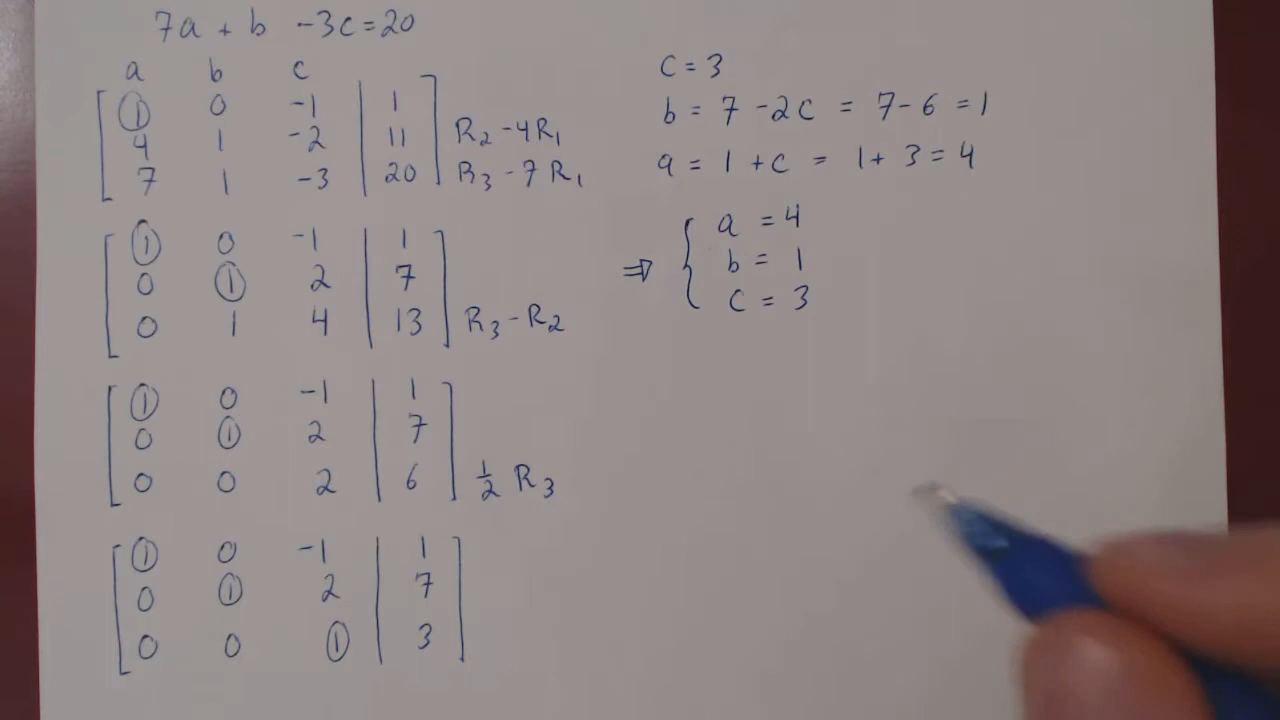 7a + b -3c = 20
a b c
1 0 -1 | 1
4 1 -2 | 11 R2 - 4R1
7 1 -3 | 20 R3 - 7R1
1 0 -1 | 1
0 1 2 | 7
0 1 4 | 13 R3 - R2
1 0 -1 | 1
0 1 2 | 7
0 0 2 | 6 1/2 R3
1 0 -1 | 1
0 1 2 | 7
0 0 1 | 3
c = 3
b = 7 - 2c = 7 - 6 = 1
a = 1 + c = 1 + 3 = 4
⇒ { a = 4
b = 1
c = 3